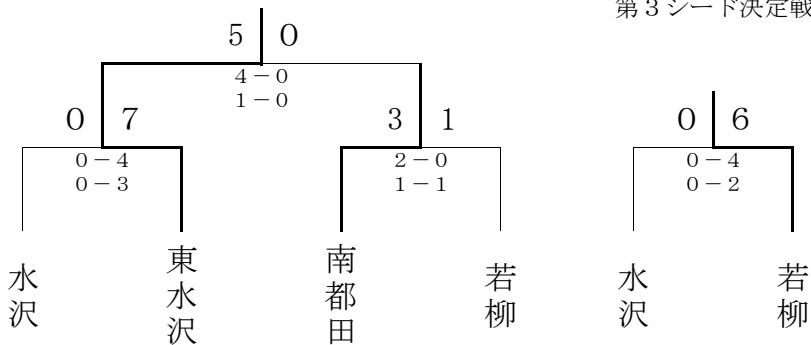 第３シード決定戦
5 0
4－0
1－0
0 7
3 1
0 6
0－4
0－3
2－0
1－1
0－4
0－2
水沢
東水沢
南都田
若柳
水沢
若柳